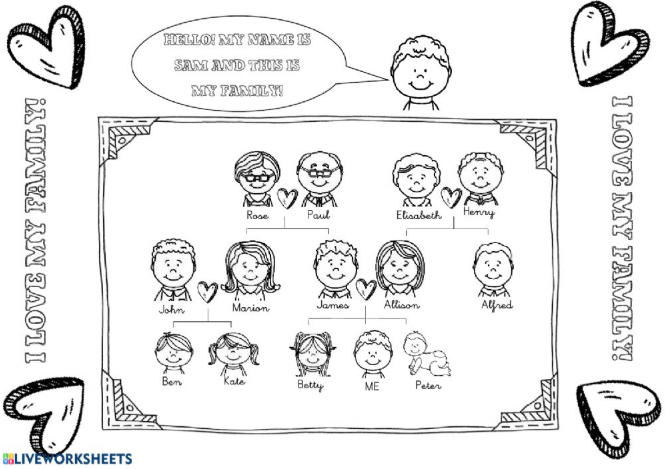 HELLO! MY NAME IS
SAM AND THIS IS
MY FAMILY!
I LOVE MY FAMILY!
I LOVE MY FAMILY!
Rose Paul Elisabeth Henry
John Marion James Allison Alfred
Ben Kate Betty ME Peter
LIVEWORKSHEETS